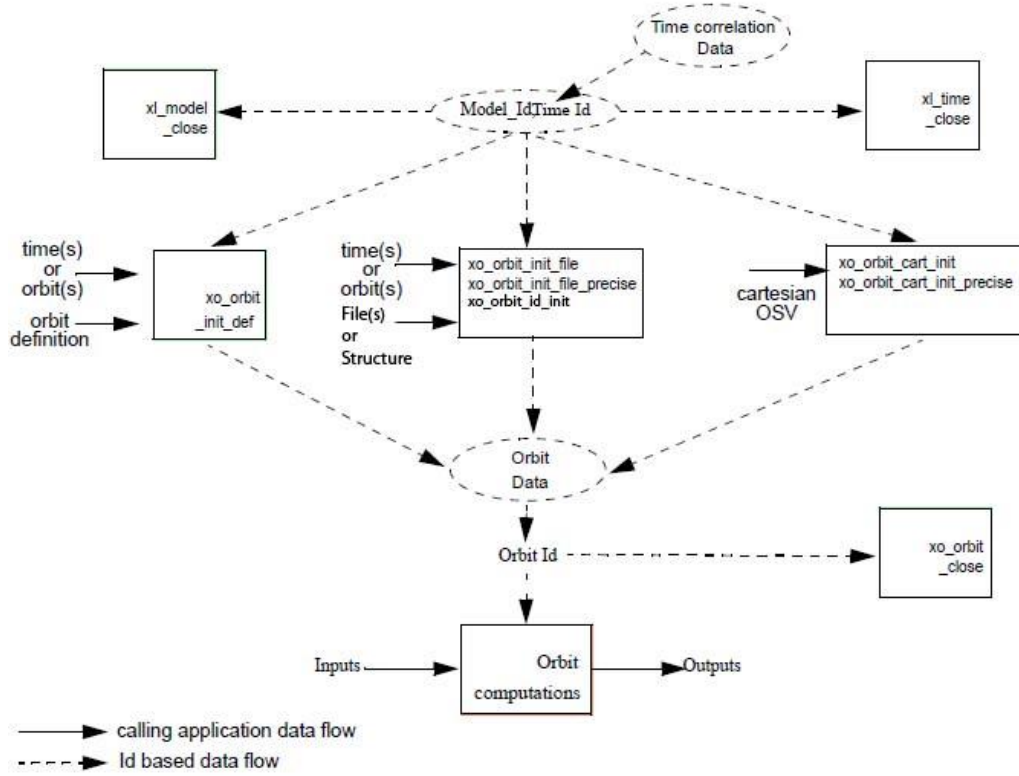 Time correlation
Data
xl_model
_close
Model_Id,Time Id
xl_time
_close
time(s)
or
orbit(s)
orbit
definition
xo_orbit
_init_def
time(s)
or
orbit(s)
File(s)
or
Structure
xo_orbit_init_file
xo_orbit_init_file_precise
xo_orbit_id_init
cartesian
OSV
xo_orbit_cart_init
xo_orbit_cart_init_precise
Orbit
Data
Orbit Id
xo_orbit
_close
Inputs
Orbit
computations
Outputs
calling application data flow
Id based data flow